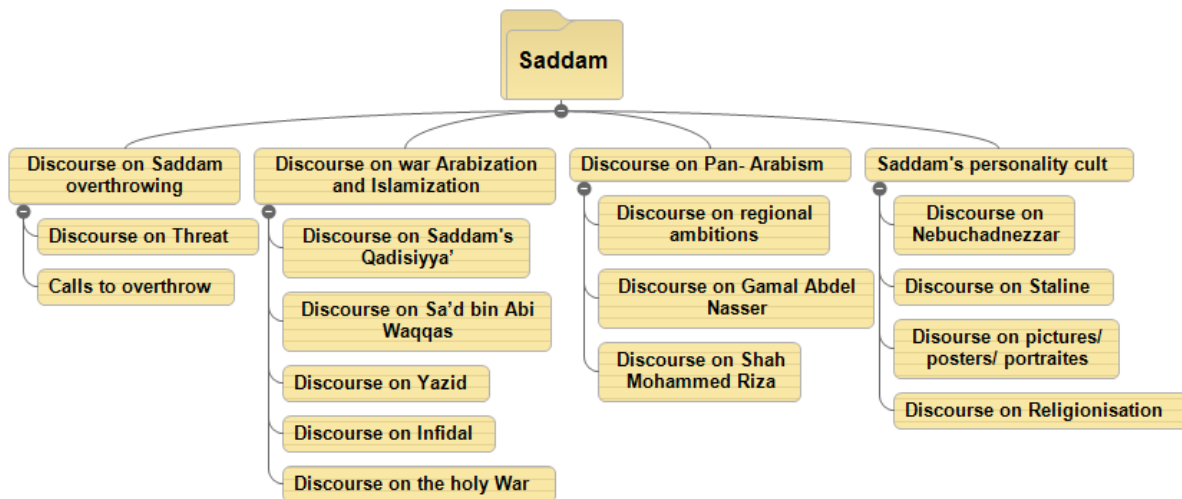 Saddam
Discourse on Saddam
overthrowing
Discourse on Threat
Calls to overthrow
Discourse on war Arabization
and Islamization
Discourse on Saddam's
Qadisiyya’
Discourse on Sa’d bin Abi
Waqqas
Discourse on Yazid
Discourse on Infidal
Discourse on the holy War
Discourse on Pan- Arabism
Discourse on regional
ambitions
Discourse on Gamal Abdel
Nasser
Discourse on Shah
Mohammed Riza
Saddam's personality cult
Discourse on
Nebuchadnezzar
Discourse on Staline
Disourse on pictures/
posters/ portraites
Discourse on Religionisation